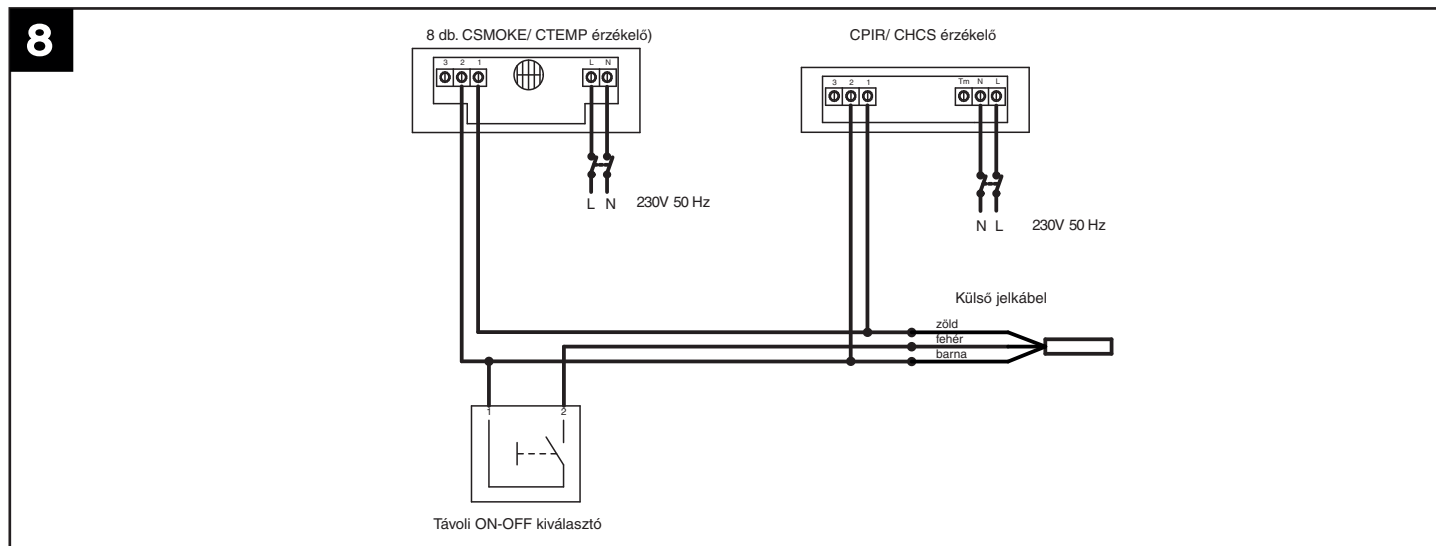 8
8 db. CSMOKE/ CTEMP érzékelő)
CPIR/ CHCS érzékelő
3 2 1
L N
3 2 1
Tm N L
L N 230V 50 Hz
N L 230V 50 Hz
Külső jelkábel
zöld
fehér
barna
1 2
Távoli ON-OFF kiválasztó